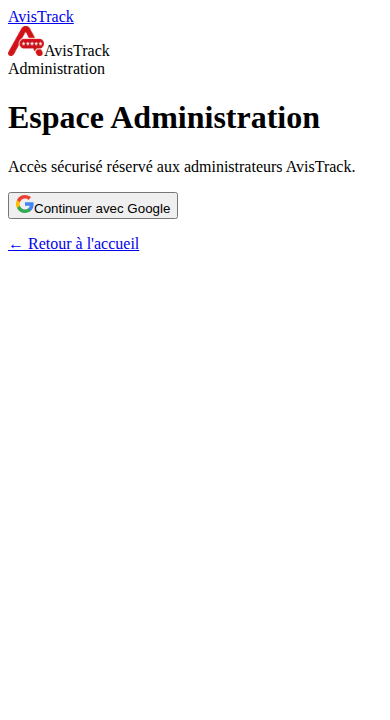 AvisTrack
AvisTrack
Administration
Espace Administration
Accès sécurisé réservé aux administrateurs AvisTrack.
Continuer avec Google
← Retour à l'accueil